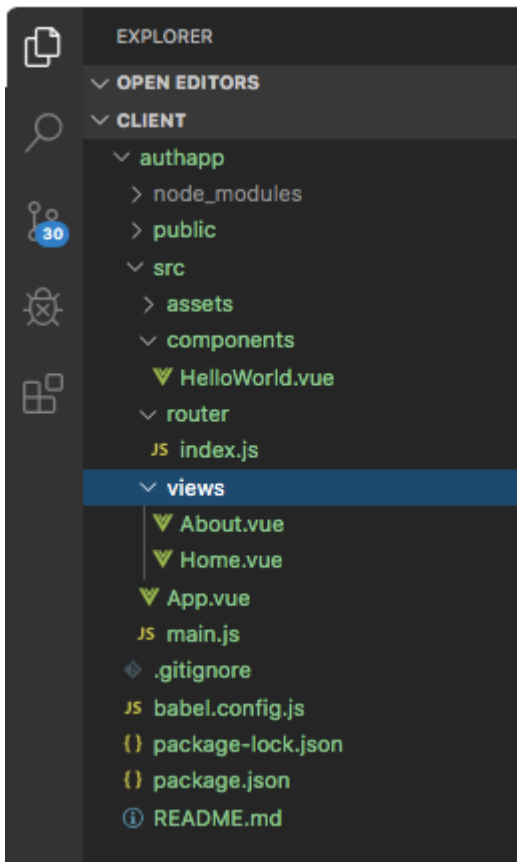 EXPLORER
OPEN EDITORS
CLIENT
authapp
node_modules
public
src
assets
components
HelloWorld.vue
router
JS index.js
views
About.vue
Home.vue
App.vue
JS main.js
.gitignore
JS babel.config.js
{} package-lock.json
{} package.json
README.md
30